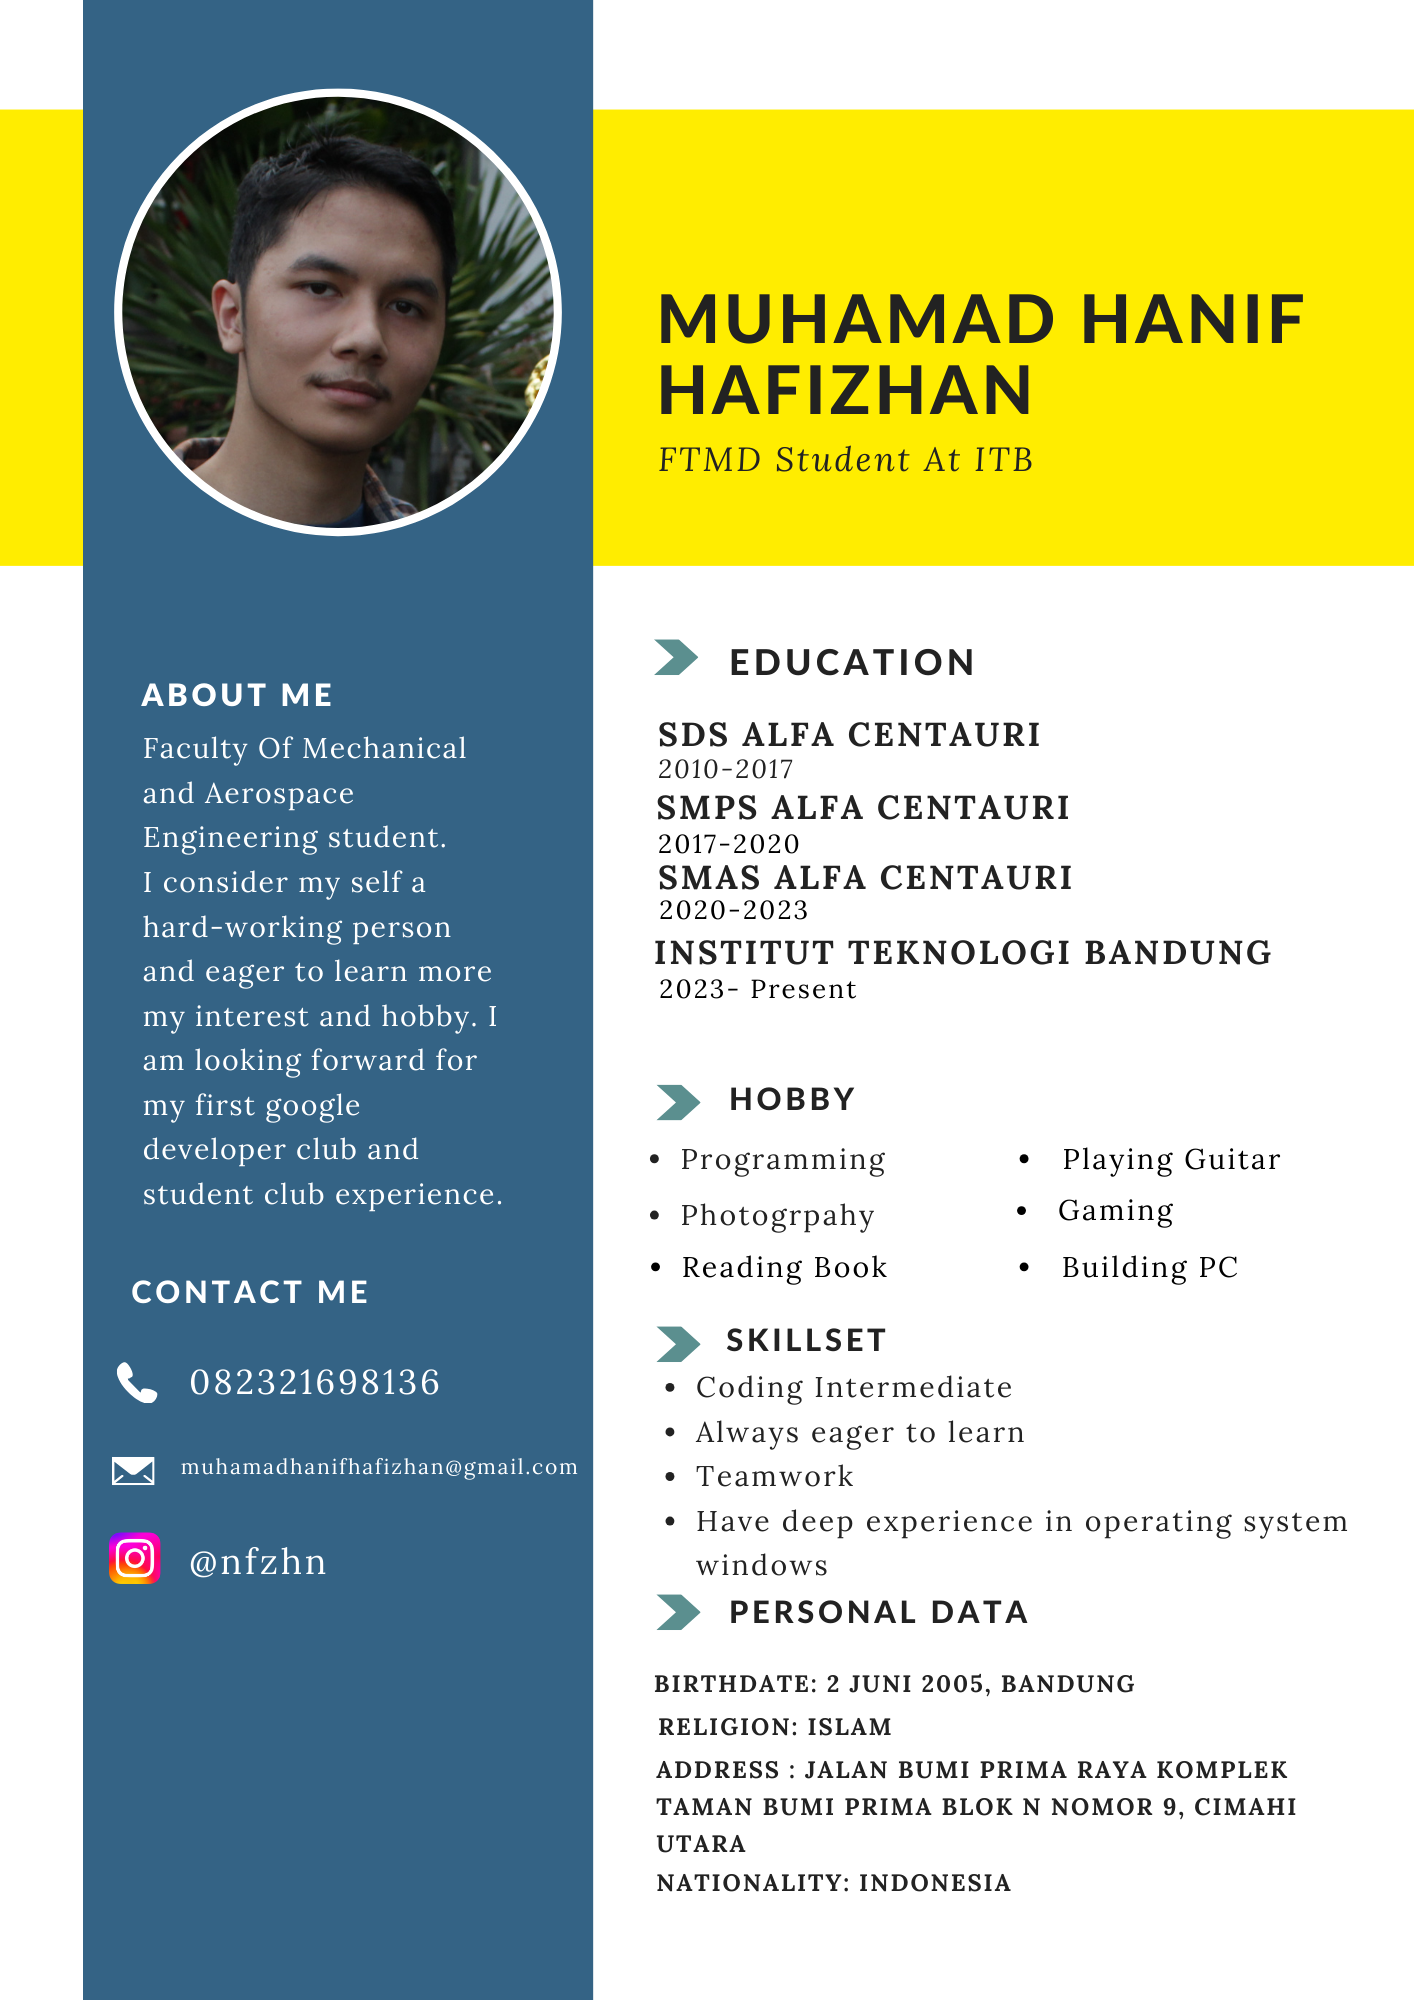 MUHAMAD HANIF
HAFIZHAN
FTMD Student At ITB
ABOUT ME
Faculty Of Mechanical
and Aerospace
Engineering student.
I consider my self a
hard-working person
and eager to learn more
my interest and hobby. I
am looking forward for
my first google
developer club and
student club experience.
CONTACT ME
082321698136
muhamadhanifhafizhan@gmail.com
@nfzhn
EDUCATION
SDS ALFA CENTAURI
2010-2017
SMPS ALFA CENTAURI
2017-2020
SMAS ALFA CENTAURI
2020-2023
INSTITUT TEKNOLOGI BANDUNG
2023- Present
HOBBY
• Programming
• Photogrpahy
• Reading Book
• Playing Guitar
• Gaming
• Building PC
SKILLSET
• Coding Intermediate
• Always eager to learn
• Teamwork
• Have deep experience in operating system
windows
PERSONAL DATA
BIRTHDATE: 2 JUNI 2005, BANDUNG
RELIGION: ISLAM
ADDRESS : JALAN BUMI PRIMA RAYA KOMPLEK
TAMAN BUMI PRIMA BLOK N NOMOR 9, CIMAHI
UTARA
NATIONALITY: INDONESIA